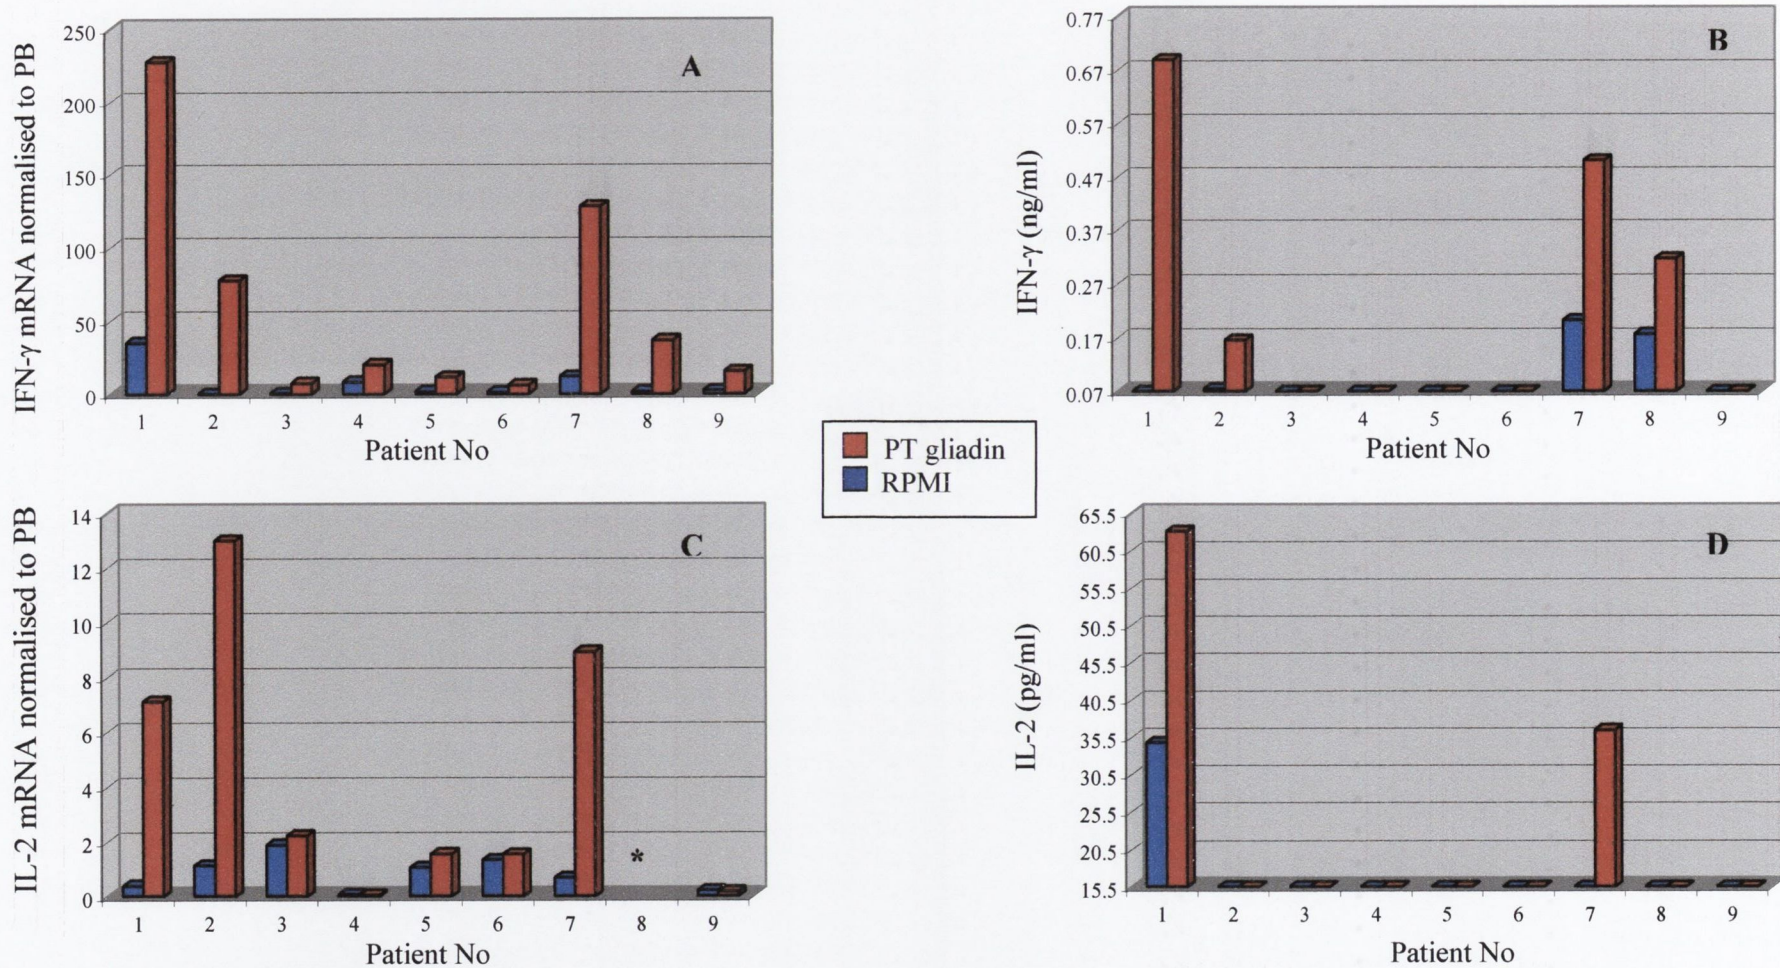 A
IFN-γ mRNA normalised to PB
250
200
150
100
50
0
1 2 3 4 5 6 7 8 9
Patient No
B
IFN-γ (ng/ml)
0.77
0.67
0.57
0.47
0.37
0.27
0.17
0.07
1 2 3 4 5 6 7 8 9
Patient No
PT gliadin
RPMI
C
IL-2 mRNA normalised to PB
14
12
10
8
6
4
2
0
*
1 2 3 4 5 6 7 8 9
Patient No
D
IL-2 (pg/ml)
65.5
60.5
55.5
50.5
45.5
40.5
35.5
30.5
25.5
20.5
15.5
1 2 3 4 5 6 7 8 9
Patient No